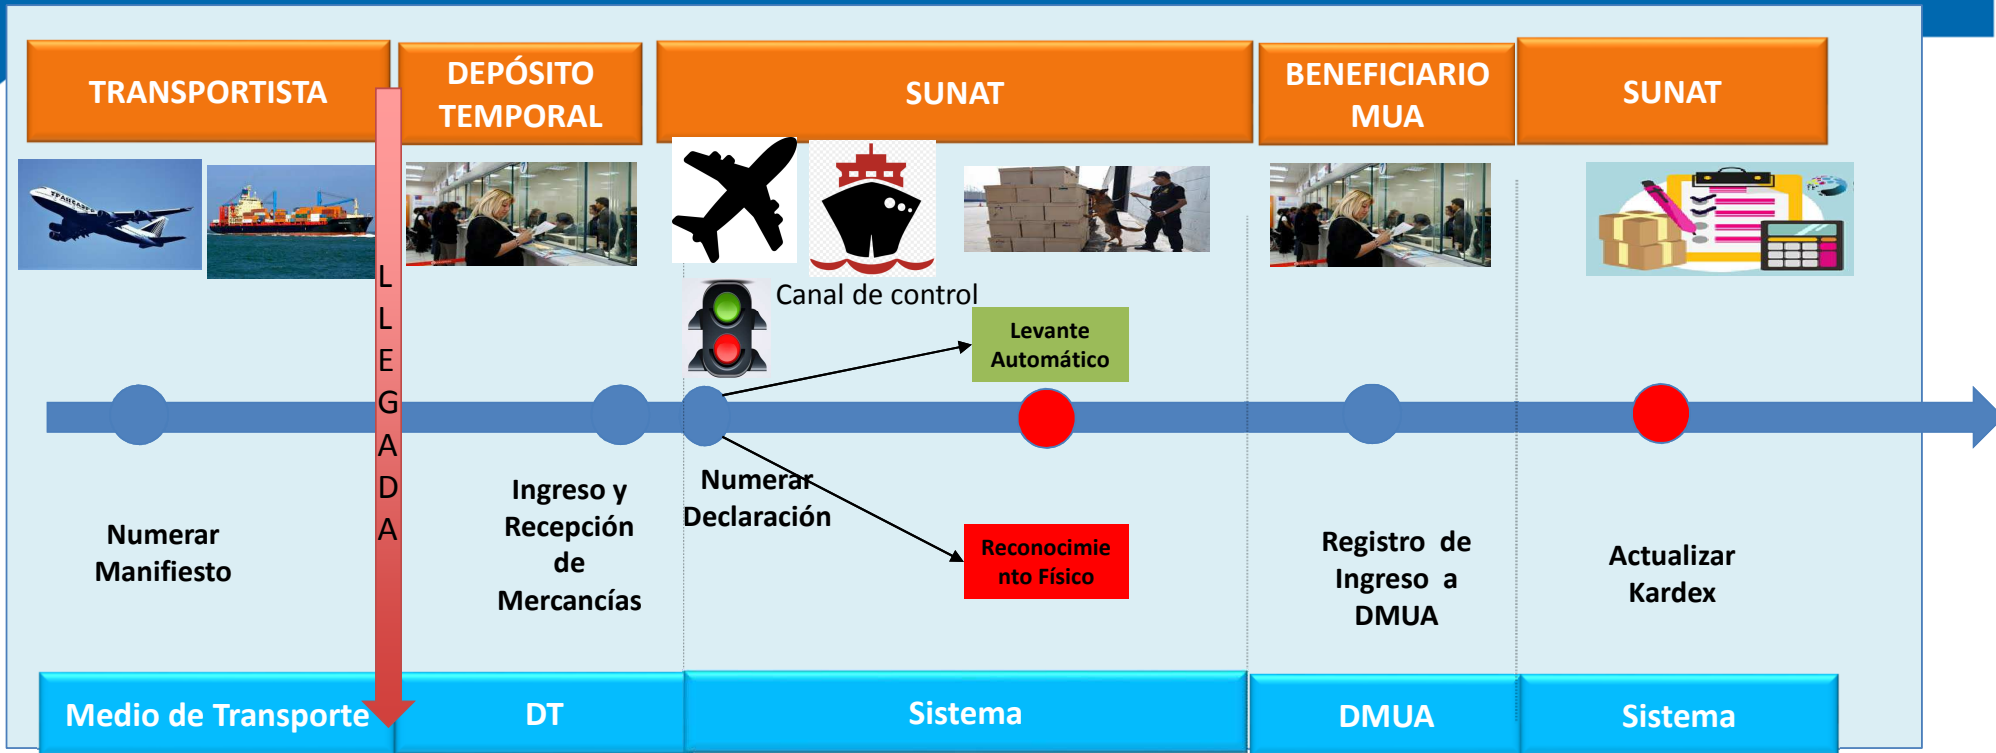 TRANSPORTISTA
DEPÓSITO
TEMPORAL
SUNAT
BENEFICIARIO
MUA
SUNAT
L
L
E
G
A
D
A
Canal de control
Levante
Automático
Numerar
Manifiesto
Ingreso y
Recepción
de
Mercancías
Numerar
Declaración
Reconocimie
nto Físico
Registro de
Ingreso a
DMUA
Actualizar
Kardex
Medio de Transporte
DT
Sistema
DMUA
Sistema